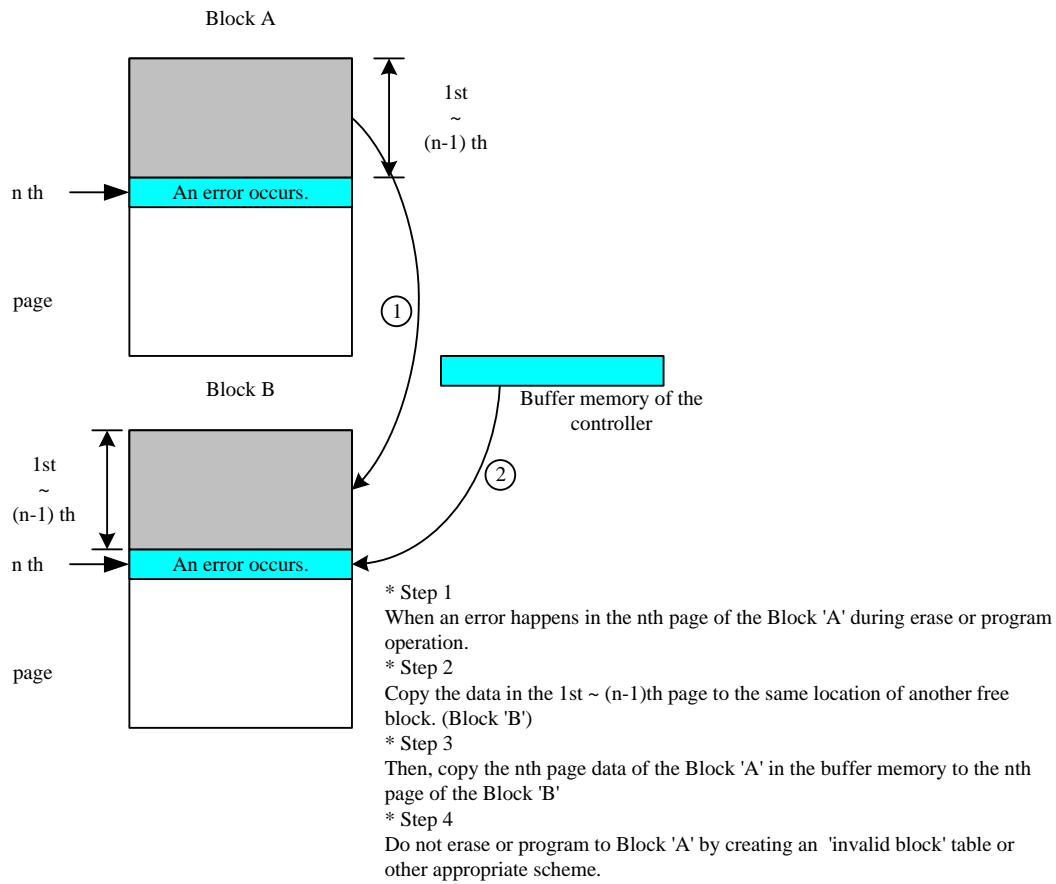 Block A
1st
~
(n-1) th
n th
An error occurs.
page
1
Block B
Buffer memory of the
controller
1st
~
(n-1) th
2
n th
An error occurs.
page
* Step 1
When an error happens in the nth page of the Block 'A' during erase or program
operation.
* Step 2
Copy the data in the 1st ~ (n-1)th page to the same location of another free
block. (Block 'B')
* Step 3
Then, copy the nth page data of the Block 'A' in the buffer memory to the nth
page of the Block 'B'
* Step 4
Do not erase or program to Block 'A' by creating an 'invalid block' table or
other appropriate scheme.